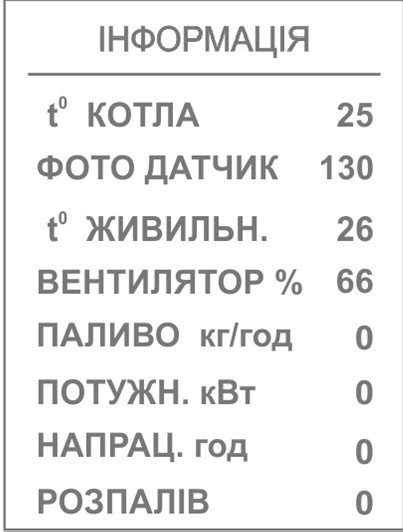 ІНФОРМАЦІЯ
t⁰ КОТЛА 25
ФОТО ДАТЧИК 130
t⁰ ЖИВИЛЬН. 26
ВЕНТИЛЯТОР % 66
ПАЛИВО кг/год 0
ПОТУЖН. кВт 0
НАПРАЦ. год 0
РОЗПАЛІВ 0